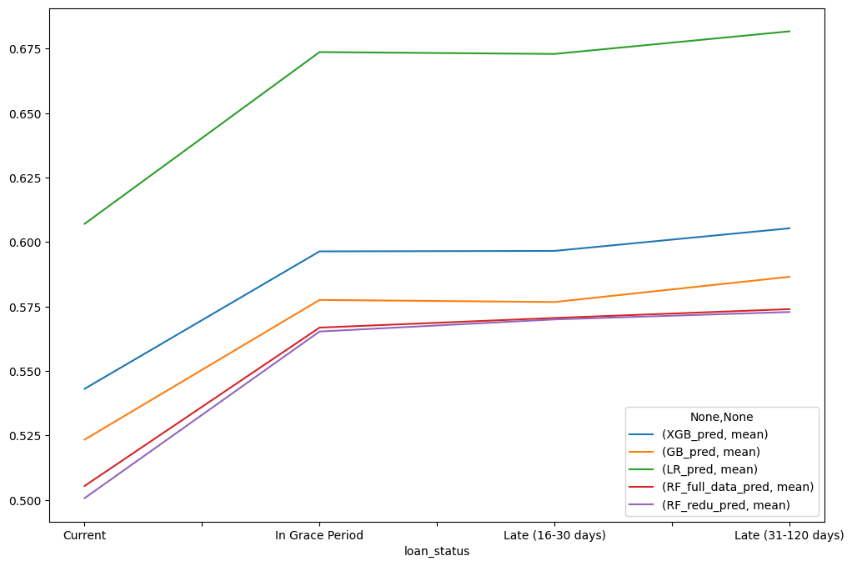 0.675
0.650
0.625
0.600
0.575
0.550
0.525
0.500
None,None
(XGB_pred, mean)
(GB_pred, mean)
(LR_pred, mean)
(RF_full_data_pred, mean)
(RF_redu_pred, mean)
Current In Grace Period Late (16-30 days) Late (31-120 days)
loan_status